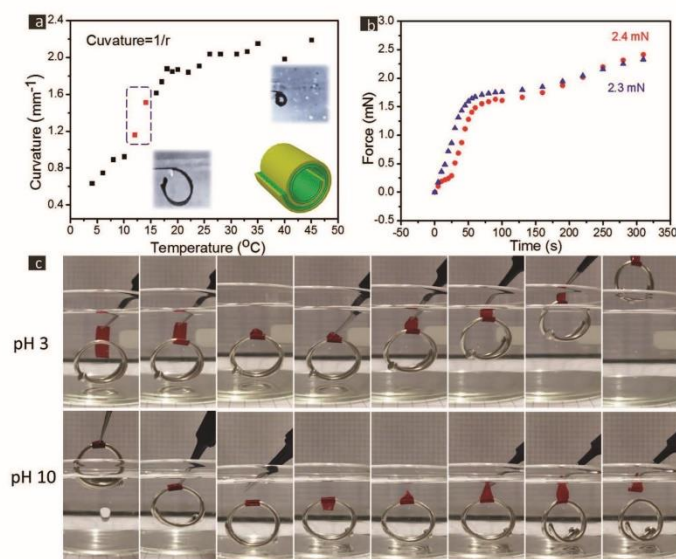 a
Cuvature=1/r
Curvature (mm⁻¹)
2.4
2.0
1.6
1.2
0.8
0.4
0 5 10 15 20 25 30 35 40 45 50
Temperature (°C)
b
2.4 mN
2.3 mN
Force (mN)
3.0
2.5
2.0
1.5
1.0
0.5
0.0
-0.5
-50 0 50 100 150 200 250 300 350
Time (s)
c
pH 3
pH 10